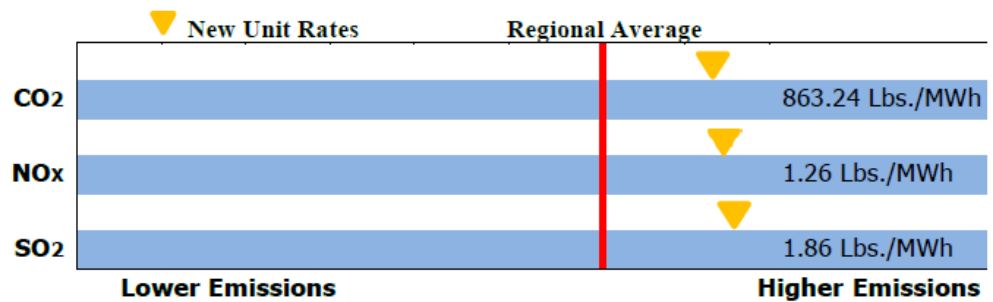 New Unit Rates Regional Average
CO2 863.24 Lbs./MWh
NOx 1.26 Lbs./MWh
SO2 1.86 Lbs./MWh
Lower Emissions Higher Emissions